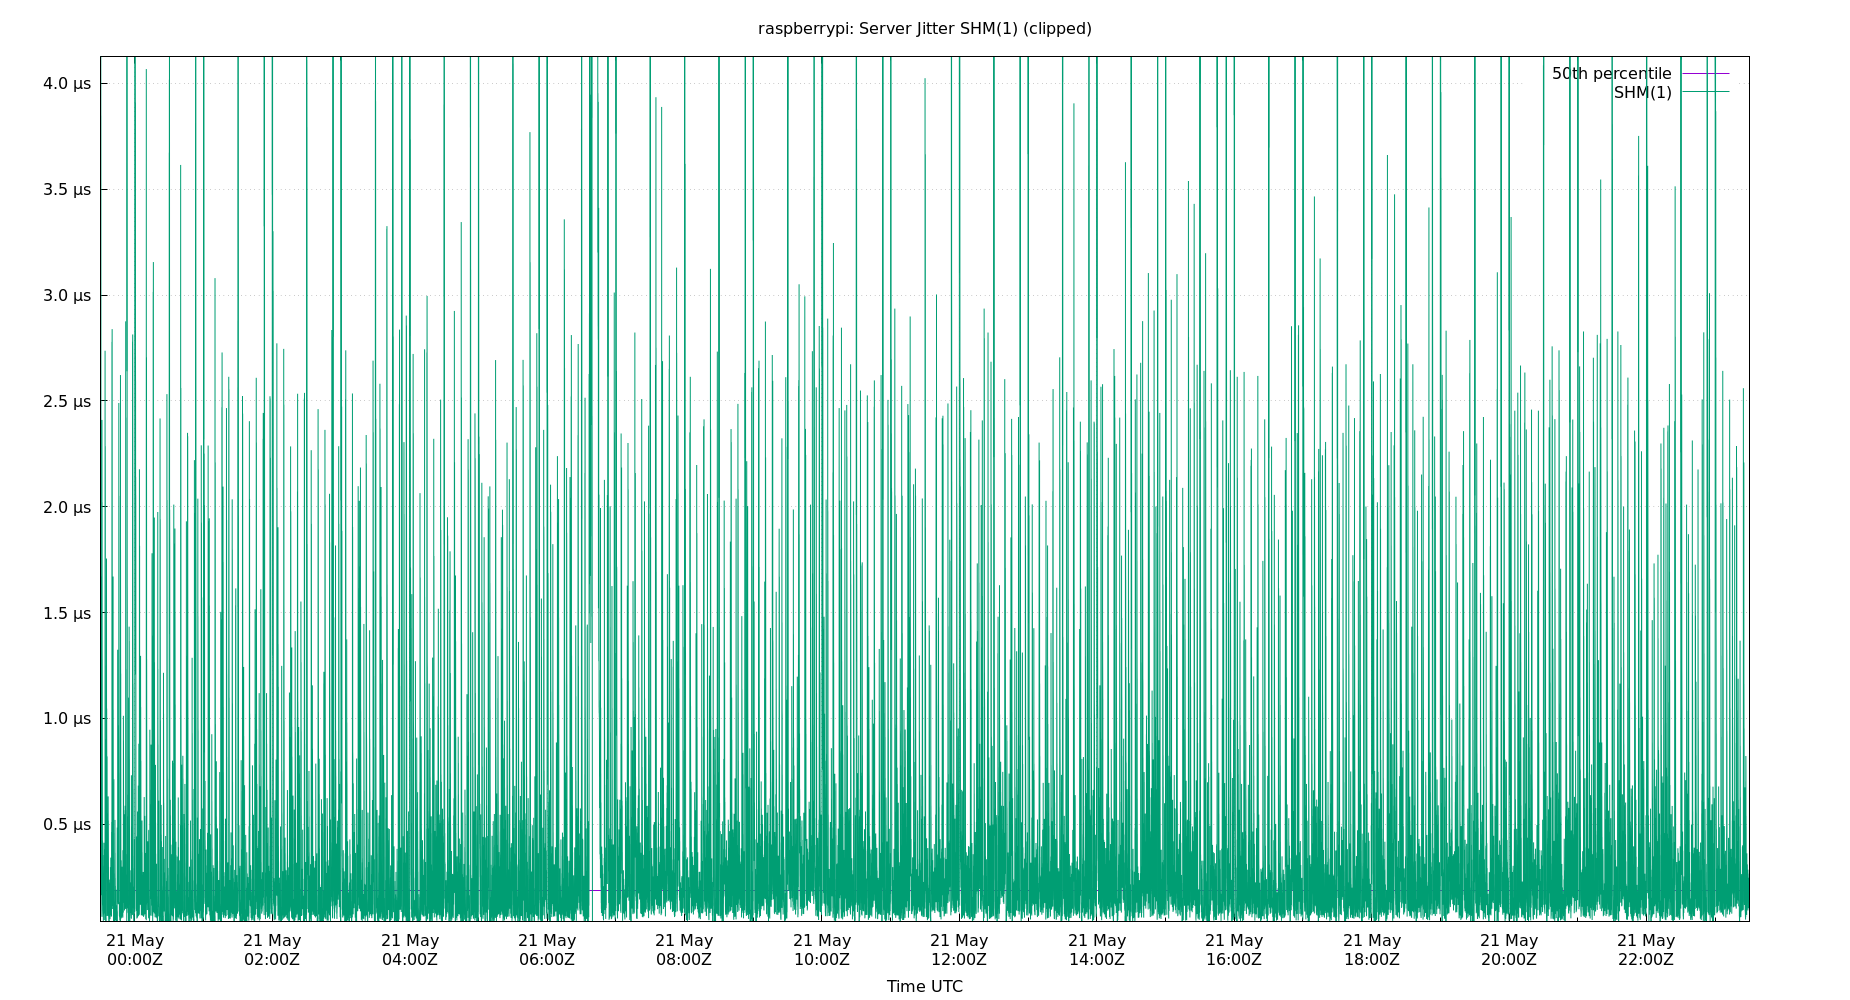 raspberrypi: Server Jitter SHM(1) (clipped)
50th percentile
SHM(1)
4.0 µs
3.5 µs
3.0 µs
2.5 µs
2.0 µs
1.5 µs
1.0 µs
0.5 µs
21 May 21 May 21 May 21 May 21 May 21 May 21 May 21 May 21 May 21 May 21 May 21 May
00:00Z 02:00Z 04:00Z 06:00Z 08:00Z 10:00Z 12:00Z 14:00Z 16:00Z 18:00Z 20:00Z 22:00Z
Time UTC